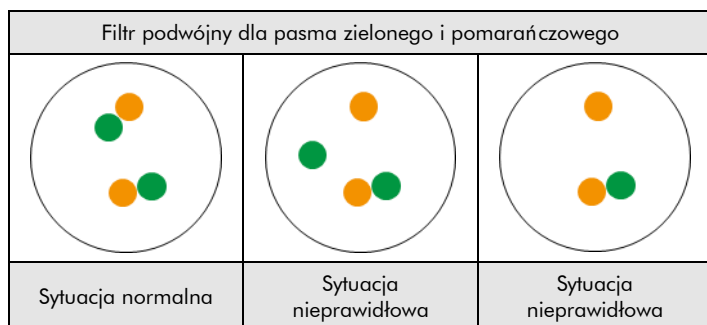 Filtr podwójny dla pasma zielonego i pomarańczowego
Sytuacja normalna
Sytuacja
nieprawidłowa
Sytuacja
nieprawidłowa